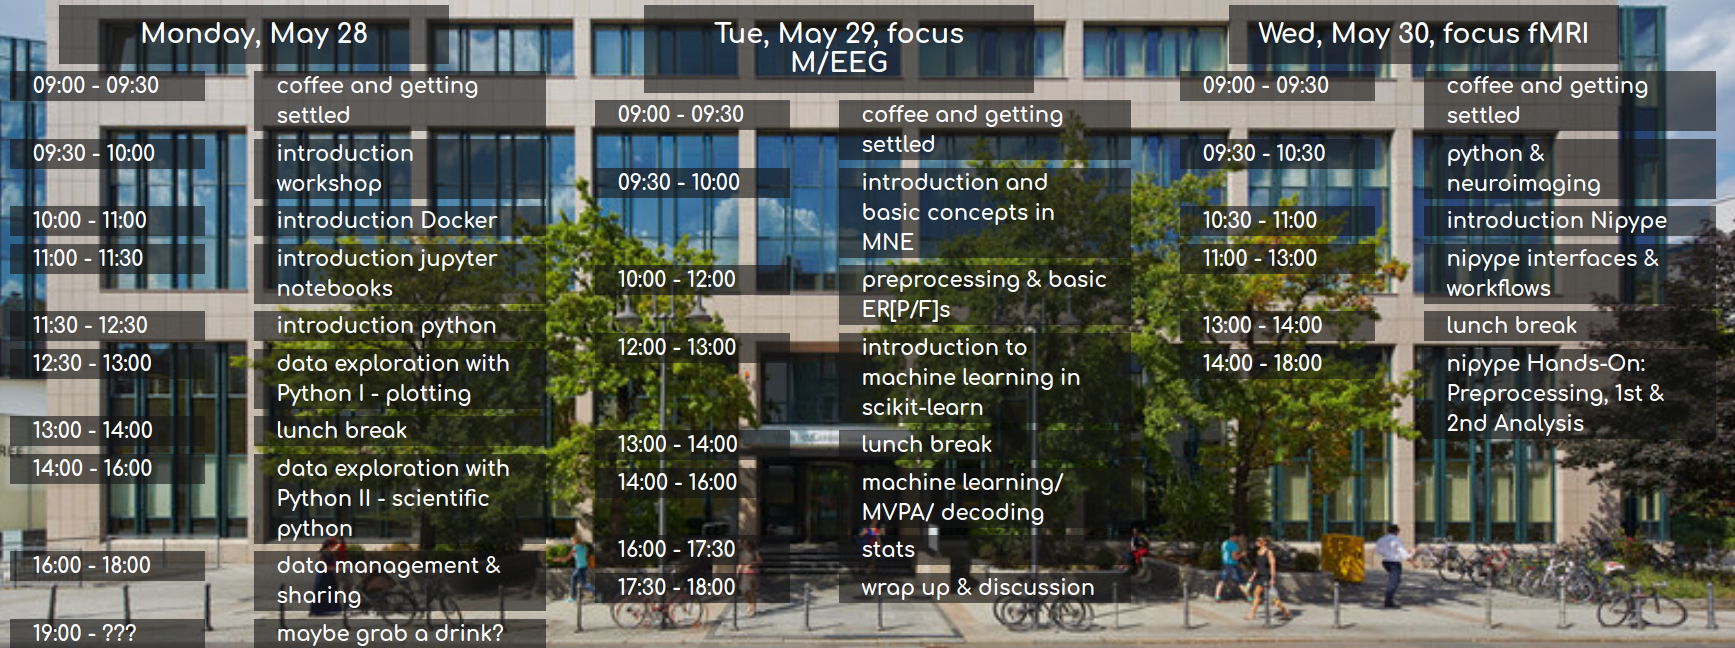 Monday, May 28
09:00 - 09:30 coffee and getting
settled
09:30 - 10:00 introduction
workshop
10:00 - 11:00 introduction Docker
11:00 - 11:30 introduction jupyter
notebooks
11:30 - 12:30 introduction python
12:30 - 13:00 data exploration with
Python I - plotting
13:00 - 14:00 lunch break
14:00 - 16:00 data exploration with
Python II - scientific
python
16:00 - 18:00 data management &
sharing
19:00 - ??? maybe grab a drink?
Tue, May 29, focus
M/EEG
09:00 - 09:30 coffee and getting
settled
09:30 - 10:00 introduction and
basic concepts in
MNE
10:00 - 12:00 preprocessing & basic
ER[P/F]s
12:00 - 13:00 introduction to
machine learning in
scikit-learn
13:00 - 14:00 lunch break
14:00 - 16:00 machine learning/
MVPA/ decoding
16:00 - 17:30 stats
17:30 - 18:00 wrap up & discussion
Wed, May 30, focus fMRI
09:00 - 09:30 coffee and getting
settled
09:30 - 10:30 python &
neuroimaging
10:30 - 11:00 introduction Nipype
11:00 - 13:00 nipype interfaces &
workflows
13:00 - 14:00 lunch break
14:00 - 18:00 nipype Hands-On:
Preprocessing, 1st &
2nd Analysis